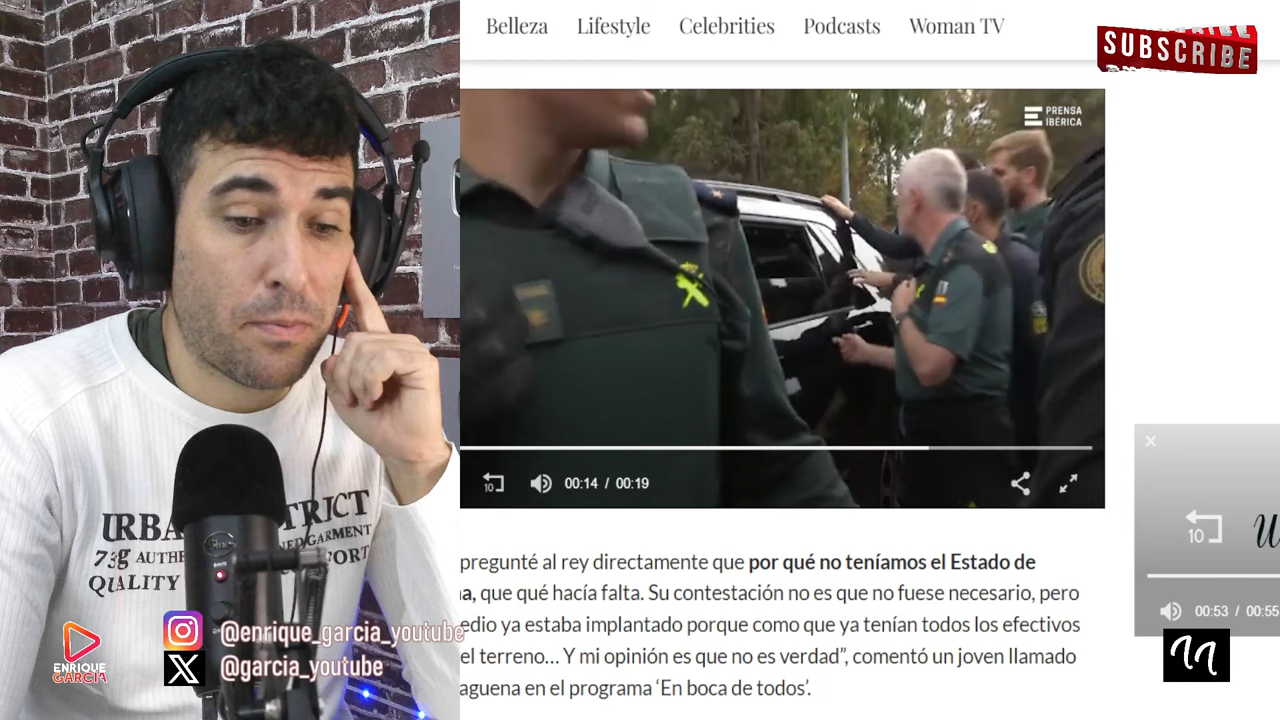 Belleza Lifestyle Celebrities Podcasts Woman TV
SUBSCRIBE
PRENSA
IBÉRICA
10 00:14 / 00:19
pregunté al rey directamente que por qué no teníamos el Estado de
que qué hacía falta. Su contestación no es que no fuese necesario, pero
ya estaba implantado porque como que ya tenían todos los efectivos
el terreno… Y mi opinión es que no es verdad”, comentó un joven llamado
en el programa ‘En boca de todos’.
10
00:53 / 00:55
73g
QUALITY
ENRIQUE
GARCIA
@enrique_garcia_youtube
@garcia_youtube